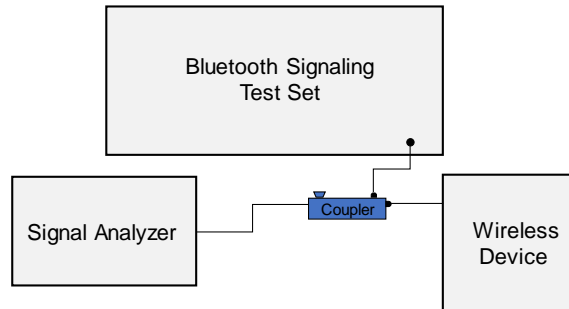 Bluetooth Signaling
Test Set
Signal Analyzer
Coupler
Wireless
Device